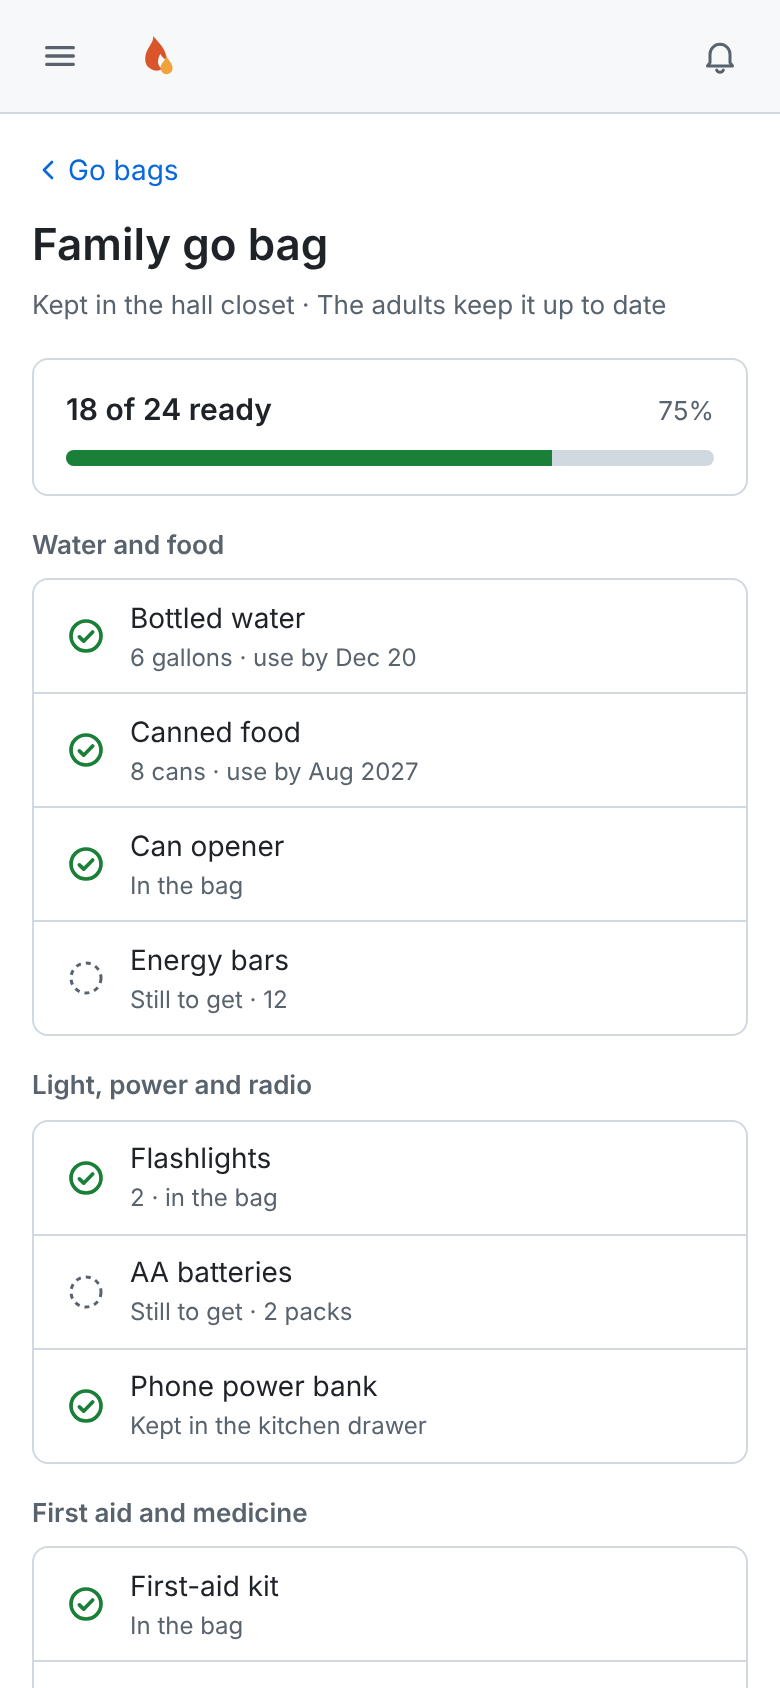 Go bags
Family go bag
Kept in the hall closet · The adults keep it up to date
18 of 24 ready
75%
Water and food
Bottled water
6 gallons · use by Dec 20
Canned food
8 cans · use by Aug 2027
Can opener
In the bag
Energy bars
Still to get · 12
Light, power and radio
Flashlights
2 · in the bag
AA batteries
Still to get · 2 packs
Phone power bank
Kept in the kitchen drawer
First aid and medicine
First-aid kit
In the bag